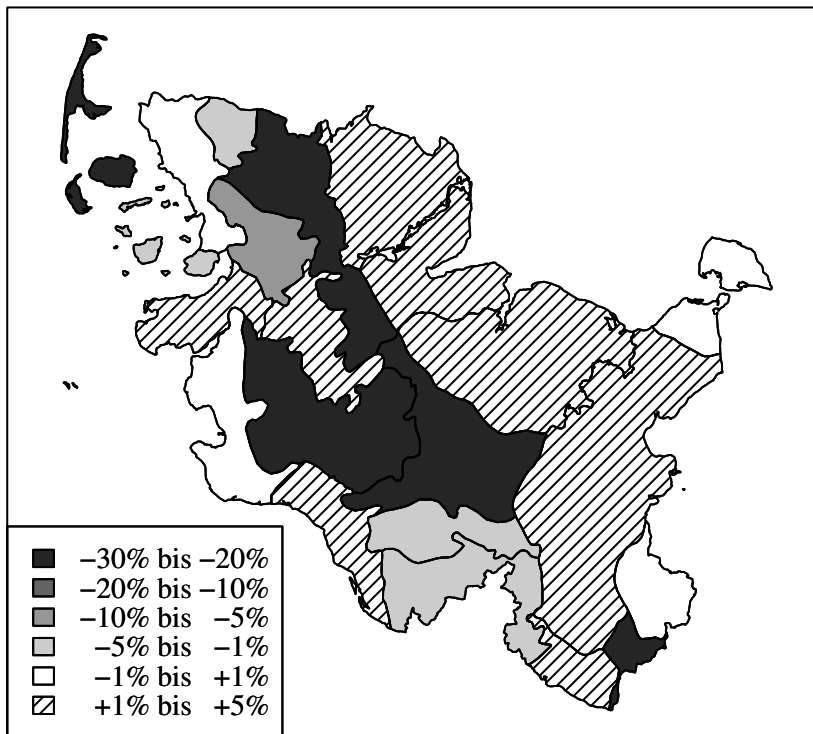 −30% bis −20%
−20% bis −10%
−10% bis −5%
−5% bis −1%
−1% bis +1%
+1% bis +5%